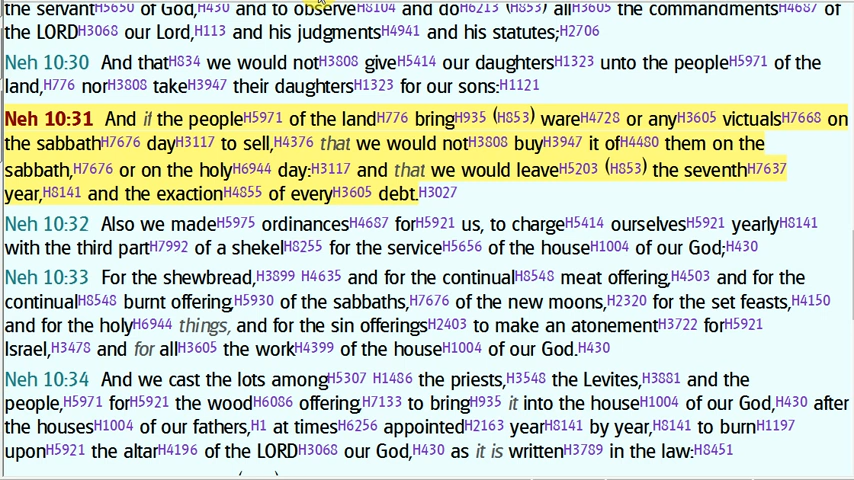 the servantH5650 of God,H430 and to observeH8104 and doH6213 (H853) allH3605 the commandmentsH4687 of
the LORDH3068 our Lord,H113 and his judgmentsH4941 and his statutes;H2706
Neh 10:30 And thatH834 we would notH3808 giveH5414 our daughtersH1323 unto the peopleH5971 of the
land,H776 norH3808 takeH3947 their daughtersH1323 for our sons:H1121
Neh 10:31 And if the peopleH5971 of the landH776 bringH935 (H853) wareH4728 or anyH3605 victualsH7668 on
the sabbathH7676 dayH3117 to sell,H4376 that we would notH3808 buyH3947 it ofH4480 them on the
sabbath,H7676 or on the holyH6944 day:H3117 and that we would leaveH5203 (H853) the seventhH7637
year,H8141 and the exactionH4855 of everyH3605 debt.H3027
Neh 10:32 Also we madeH5975 ordinancesH4687 forH5921 us, to chargeH5414 ourselvesH5921 yearlyH8141
with the third partH7992 of a shekelH8255 for the serviceH5656 of the houseH1004 of our God;H430
Neh 10:33 For the shewbread,H3899 H4635 and for the continualH8548 meat offering,H4503 and for the
continualH8548 burnt offering,H5930 of the sabbaths,H7676 of the new moons,H2320 for the set feasts,H4150
and for the holyH6944 things, and for the sin offeringsH2403 to make an atonementH3722 forH5921
Israel,H3478 and for allH3605 the workH4399 of the houseH1004 of our God.H430
Neh 10:34 And we cast the lots amongH5307 H1486 the priests,H3548 the Levites,H3881 and the
people,H5971 forH5921 the woodH6086 offering,H7133 to bringH935 it into the houseH1004 of our God,H430 after
the housesH1004 of our fathers,H1 at timesH6256 appointedH2163 yearH8141 by year,H8141 to burnH1197
uponH5921 the altarH4196 of the LORDH3068 our God,H430 as it is writtenH3789 in the law:H8451